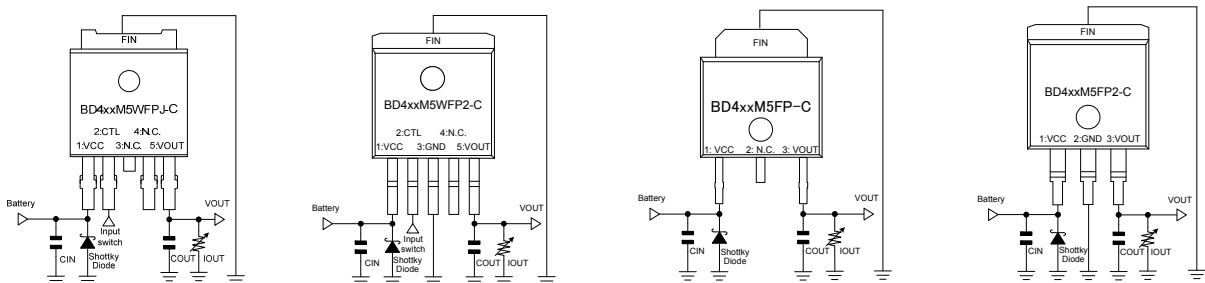 FIN
BD4xxM5WFPJ-C
2:CTL 4:N.C.
1:VCC 3:N.C. 5:VOUT
Battery
VOUT
Input
switch
CIN
Shottky
Diode
COUT
IOUT
FIN
BD4xxM5WFP2-C
2:CTL 4:N.C.
1:VCC 3:GND 5:VOUT
Battery
VOUT
Input
switch
CIN
Shottky
Diode
COUT
IOUT
FIN
BD4xxM5FP-C
1: VCC 2: N.C. 3: VOUT
Battery
VOUT
CIN
Shottky
Diode
COUT
IOUT
FIN
BD4xxM5FP2-C
1:VCC 2:GND 3:VOUT
Battery
VOUT
CIN
Shottky
Diode
COUT
IOUT